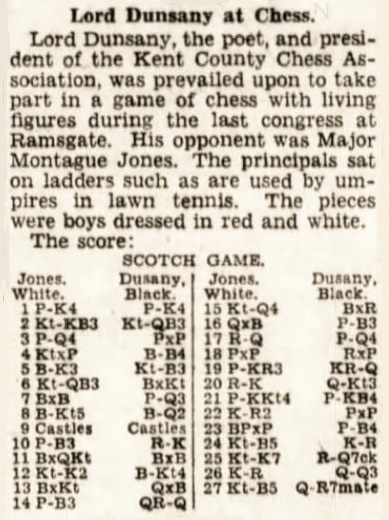 Lord Dunsany at Chess.
Lord Dunsany, the poet, and presi-
dent of the Kent County Chess As-
sociation, was prevailed upon to take
part in a game of chess with living
figures during the last congress at
Ramsgate. His opponent was Major
Montague Jones. The principals sat
on ladders such as are used by um-
pires in lawn tennis. The pieces
were boys dressed in red and white.
The score:
SCOTCH GAME.
Jones. Dusany,
White. Black.
1 P-K4 P-K4
2 Kt-KB3 Kt-QB3
3 P-Q4 PxP
4 KtxP B-B4
5 B-K3 Kt-B3
6 Kt-QB3 BxKt
7 BxB P-Q3
8 B-Kt5 B-Q2
9 Castles Castles
10 P-B3 R-K
11 BxQKt BxB
12 Kt-K2 B-Kt4
13 BxKt QxB
14 P-B3 QR-Q
Jones. Dusany,
White. Black.
15 Kt-Q4 BxR
16 QxB P-B3
17 R-Q P-Q4
18 PxP RxP
19 P-KR3 KR-Q
20 R-K Q-Kt3
21 P-KKt4 P-KB4
22 K-R2 PxP
23 BPxP P-B4
24 Kt-B5 K-R
25 Kt-K7 R-Q7ck
26 K-R Q-Q3
27 Kt-B5 Q-R7mate